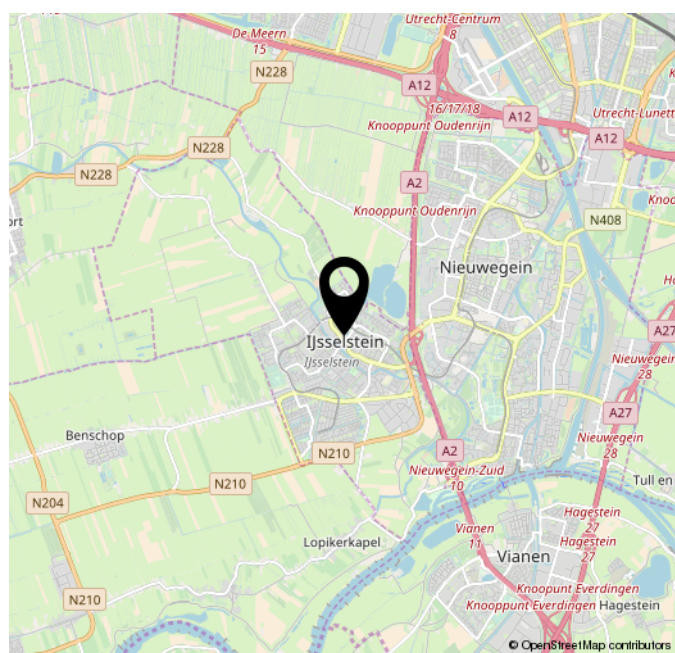 De Meern
15
Utrecht-Centrum
8
N228
A12
16/17/18
Knooppunt Oudenrijn
A12
Utrecht-Lunett
A12
N228
N228
A2
Knooppunt Oudenrijn
N408
Nieuwegein
A27
IJsselstein
IJsselstein
Nieuwegein
28
A27
Nieuwegein
28
Benschop
N210
A2
Nieuwegein-Zuid
10
N210
N204
Tull en
Lopikerkapel
Vianen
11
Hagestein
27
Hagestein
27
Vianen
N210
Knooppunt Everdingen
Knooppunt Everdingen
Hagestein
© OpenStreetMap contributors